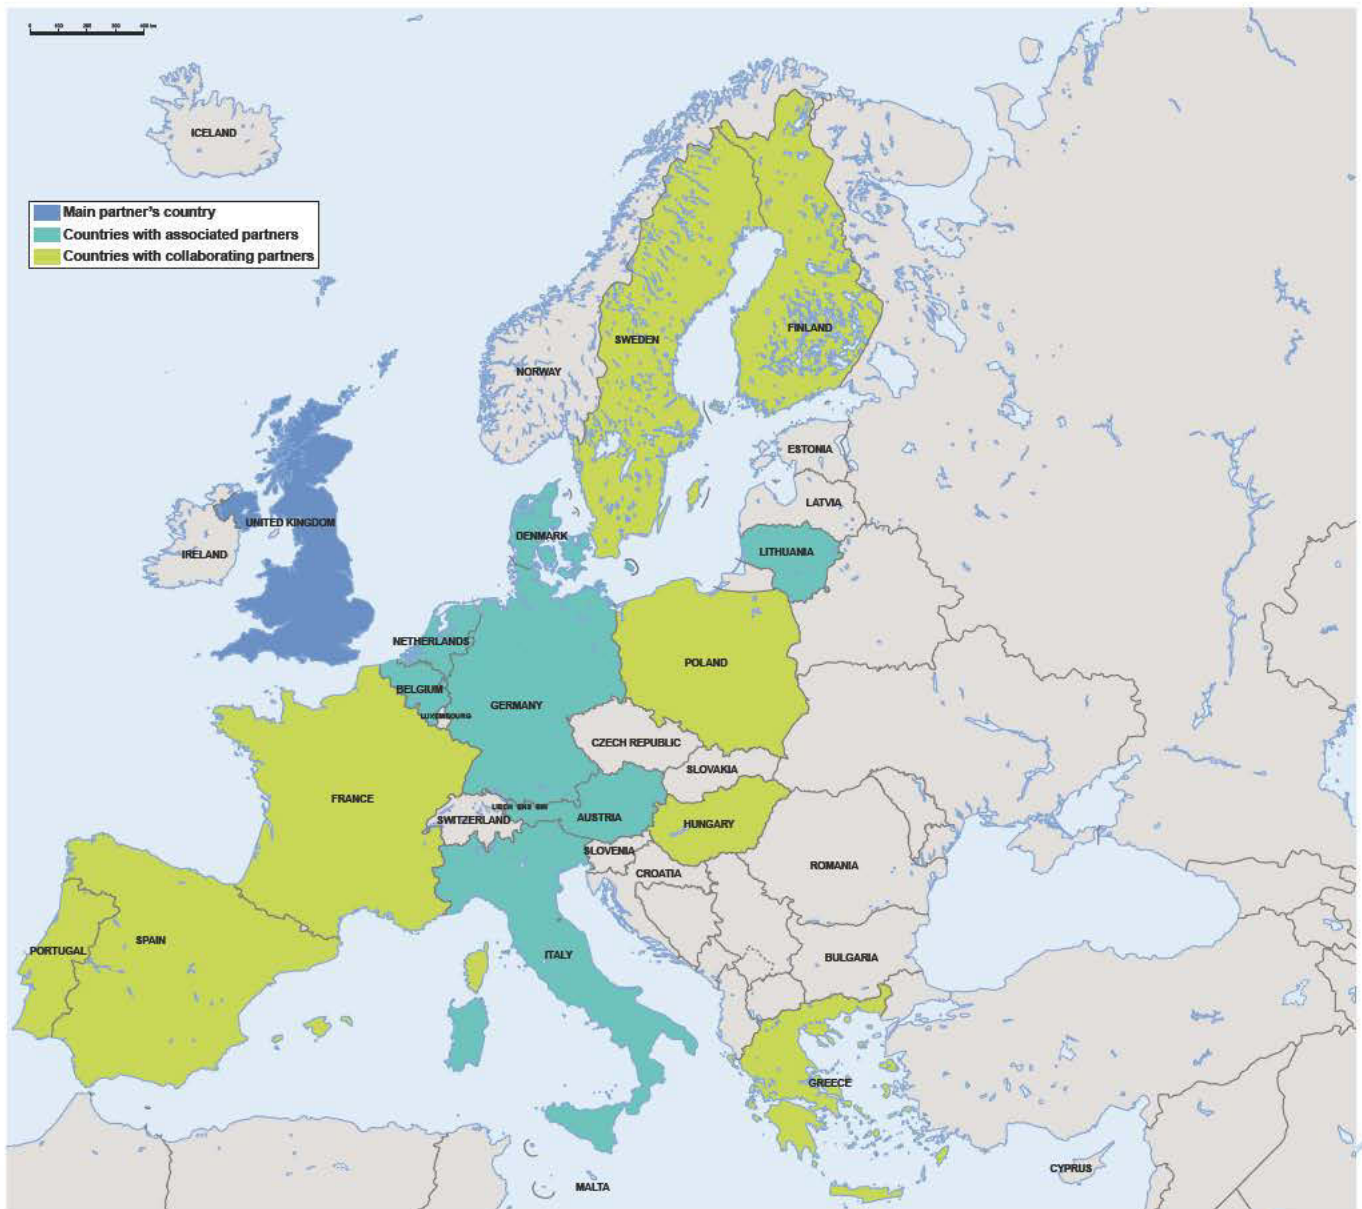 ICELAND
Main partner's country
Countries with associated partners
Countries with collaborating partners
FINLAND
SWEDEN
NORWAY
ESTONIA
LATVIA
UNITED KINGDOM
DENMARK
IRELAND
LITHUANIA
NETHERLANDS
POLAND
BELGIUM
GERMANY
LUXEMBOURG
CZECH REPUBLIC
SLOVAKIA
FRANCE
SWITZERLAND
AUSTRIA
HUNGARY
SLOVENIA
ROMANIA
CROATIA
PORTUGAL
SPAIN
ITALY
BULGARIA
GREECE
CYPRUS
MALTA